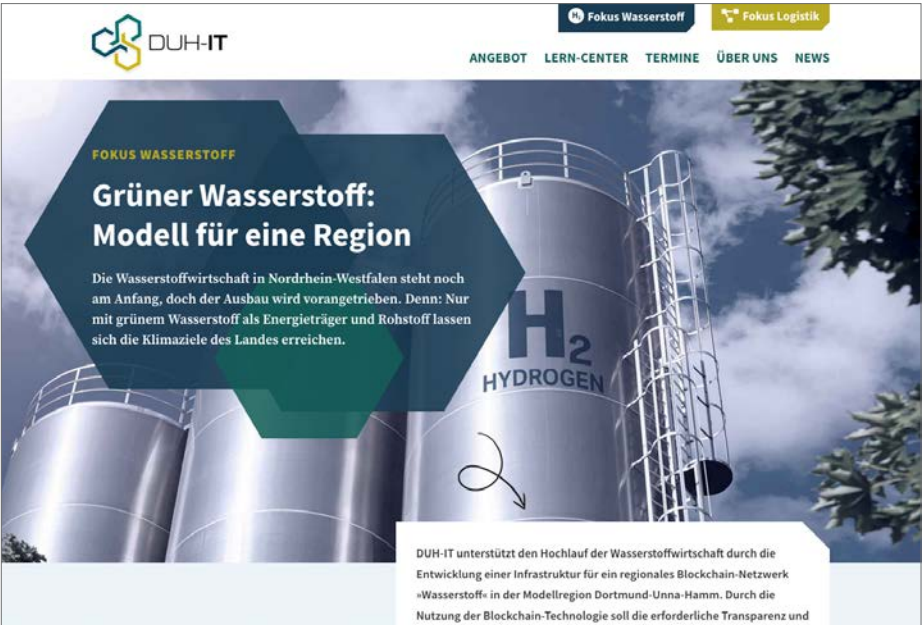 DUH-IT
H₂ Fokus Wasserstoff
Fokus Logistik
ANGEBOT LERN-CENTER TERMINE ÜBER UNS NEWS
FOKUS WASSERSTOFF
Grüner Wasserstoff:
Modell für eine Region
Die Wasserstoffwirtschaft in Nordrhein-Westfalen steht noch
am Anfang, doch der Ausbau wird vorangetrieben. Denn: Nur
mit grünem Wasserstoff als Energieträger und Rohstoff lassen
sich die Klimaziele des Landes erreichen.
H₂
HYDROGEN
DUH-IT unterstützt den Hochlauf der Wasserstoffwirtschaft durch die
Entwicklung einer Infrastruktur für ein regionales Blockchain-Netzwerk
»Wasserstoff« in der Modellregion Dortmund-Unna-Hamm. Durch die
Nutzung der Blockchain-Technologie soll die erforderliche Transparenz und